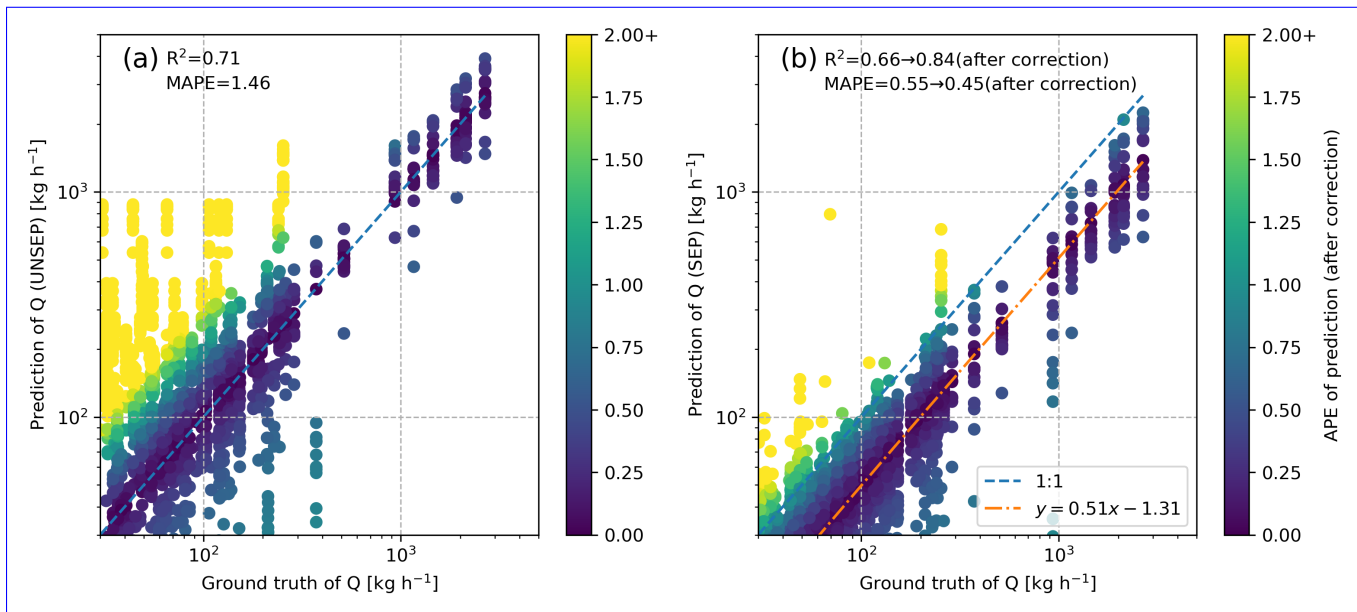 (a) R²=0.71
MAPE=1.46
Prediction of Q (UNSEP) [kg h⁻¹]
10³
10²
10² 10³
Ground truth of Q [kg h⁻¹]
2.00+
1.75
1.50
1.25
1.00
0.75
0.50
0.25
0.00
(b) R²=0.66→0.84(after correction)
MAPE=0.55→0.45(after correction)
Prediction of Q (SEP) [kg h⁻¹]
10³
10²
1:1
y = 0.51x − 1.31
10² 10³
Ground truth of Q [kg h⁻¹]
2.00+
1.75
1.50
1.25
1.00
0.75
0.50
0.25
0.00
APE of prediction (after correction)